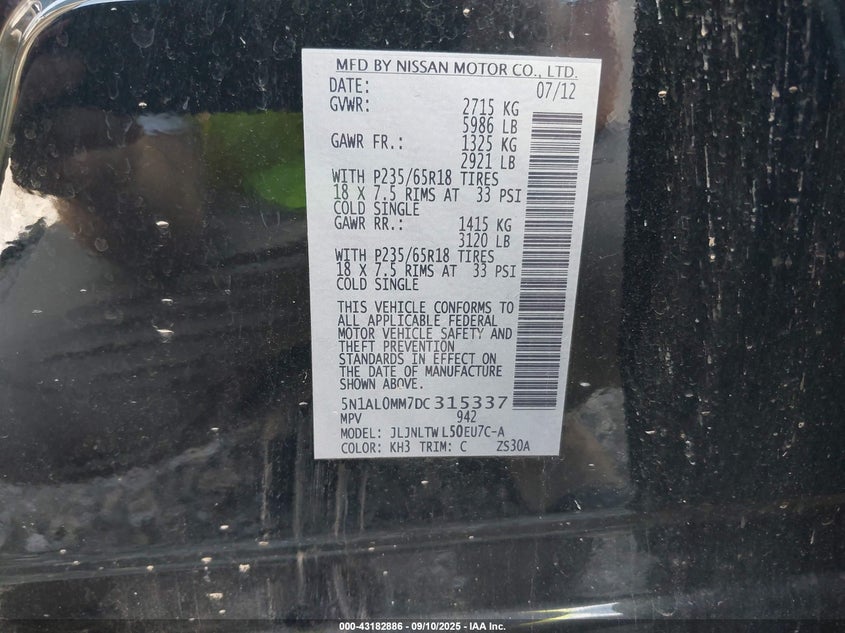 MFD BY NISSAN MOTOR CO., LTD.
DATE: 07/12
GVWR: 2715 KG
5986 LB
GAWR FR.: 1325 KG
2921 LB
WITH P235/65R18 TIRES
18 X 7.5 RIMS AT 33 PSI
COLD SINGLE
GAWR RR.: 1415 KG
3120 LB
WITH P235/65R18 TIRES
18 X 7.5 RIMS AT 33 PSI
COLD SINGLE
THIS VEHICLE CONFORMS TO
ALL APPLICABLE FEDERAL
MOTOR VEHICLE SAFETY AND
THEFT PREVENTION
STANDARDS IN EFFECT ON
THE DATE OF MANUFACTURE
SHOWN ABOVE.
5N1AL0MM7DC315337
MPV 942
MODEL: JLJNLTWL50EU7C-A
COLOR: KH3 TRIM: C ZS30A
000-43182886 - 09/10/2025 - IAA Inc.